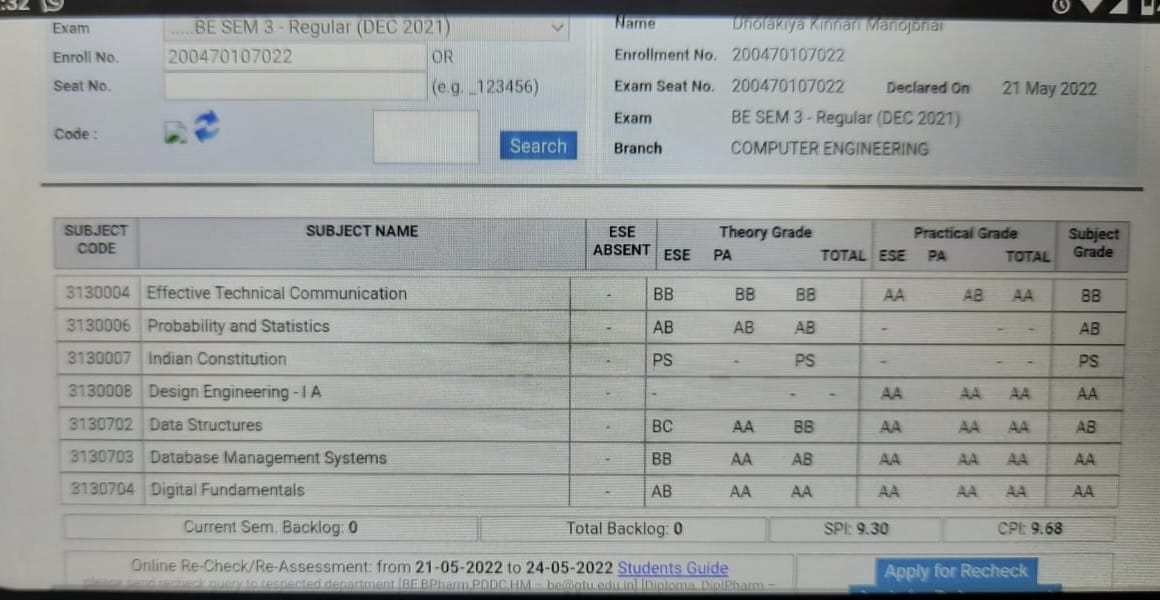 :32
Exam .....BE SEM 3 - Regular (DEC 2021)
Enroll No. 200470107022 OR
Seat No. (e.g. _123456)
Code :
Search
Name Dholakiya Kinnari Manojbhai
Enrollment No. 200470107022
Exam Seat No. 200470107022 Declared On 21 May 2022
Exam BE SEM 3 - Regular (DEC 2021)
Branch COMPUTER ENGINEERING
SUBJECT CODE SUBJECT NAME ESE ABSENT Theory Grade Practical Grade Subject Grade
ESE PA TOTAL ESE PA TOTAL
3130004 Effective Technical Communication - BB BB BB AA AB AA BB
3130006 Probability and Statistics - AB AB AB - - - AB
3130007 Indian Constitution - PS - PS - - - PS
3130008 Design Engineering - I A - - - - AA AA AA AA
3130702 Data Structures - BC AA BB AA AA AA AB
3130703 Database Management Systems - BB AA AB AA AA AA AA
3130704 Digital Fundamentals - AB AA AA AA AA AA AA
Current Sem. Backlog: 0 Total Backlog: 0 SPI: 9.30 CPI: 9.68
Online Re-Check/Re-Assessment: from 21-05-2022 to 24-05-2022 Students Guide
Apply for Recheck
please send recheck query to respected department [BE,BPharm,PDDC,HM – be@gtu.edu.in] [Diploma, DiplPharm –